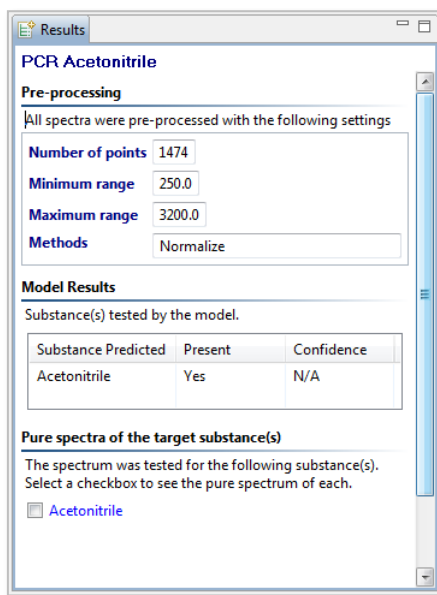 Results
PCR Acetonitrile
Pre-processing
All spectra were pre-processed with the following settings
Number of points 1474
Minimum range 250.0
Maximum range 3200.0
Methods Normalize
Model Results
Substance(s) tested by the model.
Substance Predicted Present Confidence
Acetonitrile Yes N/A
Pure spectra of the target substance(s)
The spectrum was tested for the following substance(s).
Select a checkbox to see the pure spectrum of each.
Acetonitrile